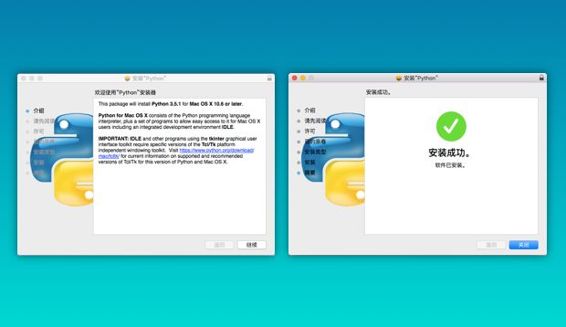 安装"Python"
欢迎使用"Python"安装器
介绍
请先阅读
许可
目的宗卷
安装类型
安装
摘要
This package will install Python 3.5.1 for Mac OS X 10.6 or later.
Python for Mac OS X consists of the Python programming language
interpreter, plus a set of programs to allow easy access to it for Mac OS X
users including an integrated development environment IDLE.
IMPORTANT: IDLE and other programs using the tkinter graphical user
interface toolkit require specific versions of the Tcl/Tk platform
independent windowing toolkit. Visit https://www.python.org/download/
mac/tcltk/ for current information on supported and recommended
versions of Tcl/Tk for this version of Python and Mac OS X.
返回
继续
安装"Python"
安装成功。
介绍
请先阅读
许可
目的宗卷
安装类型
安装
摘要
安装成功。
软件已安装。
返回
关闭